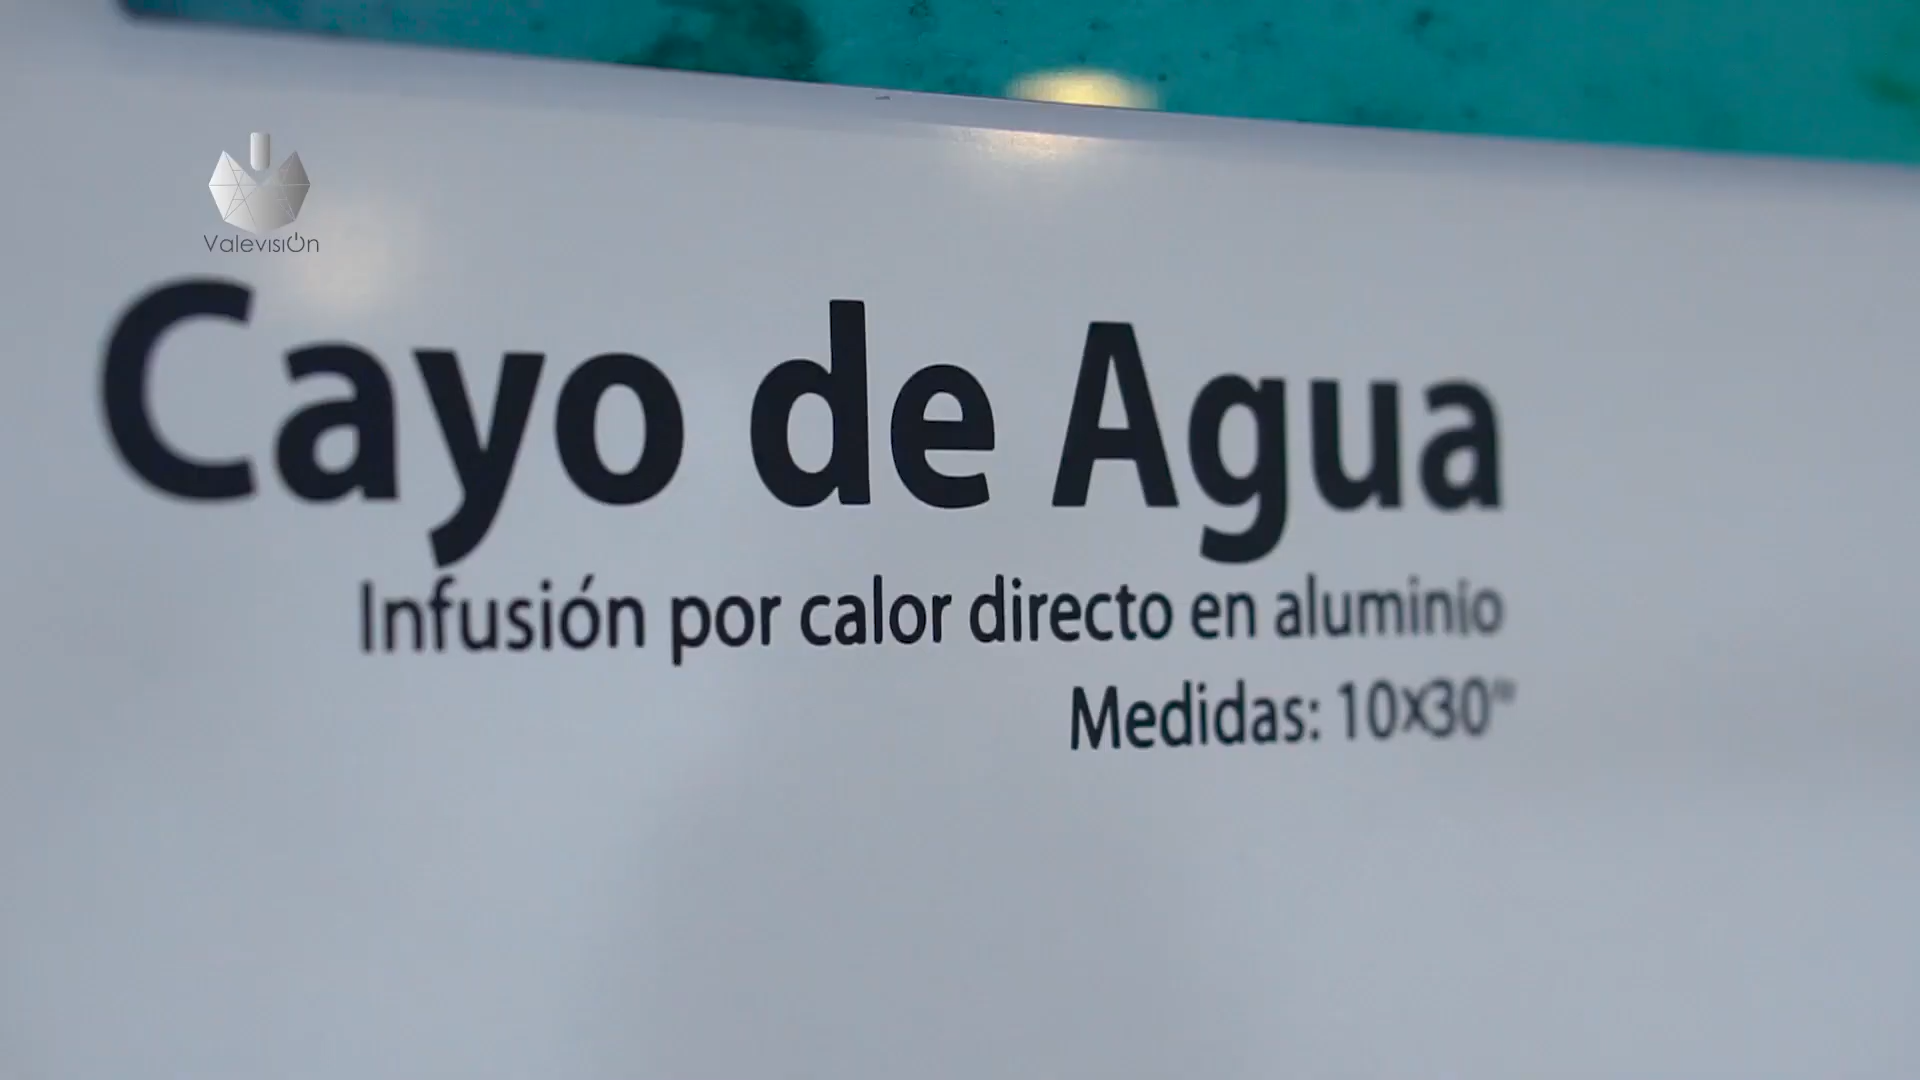 Valevisión
Cayo de Agua
Infusión por calor directo en aluminio
Medidas: 10x30"